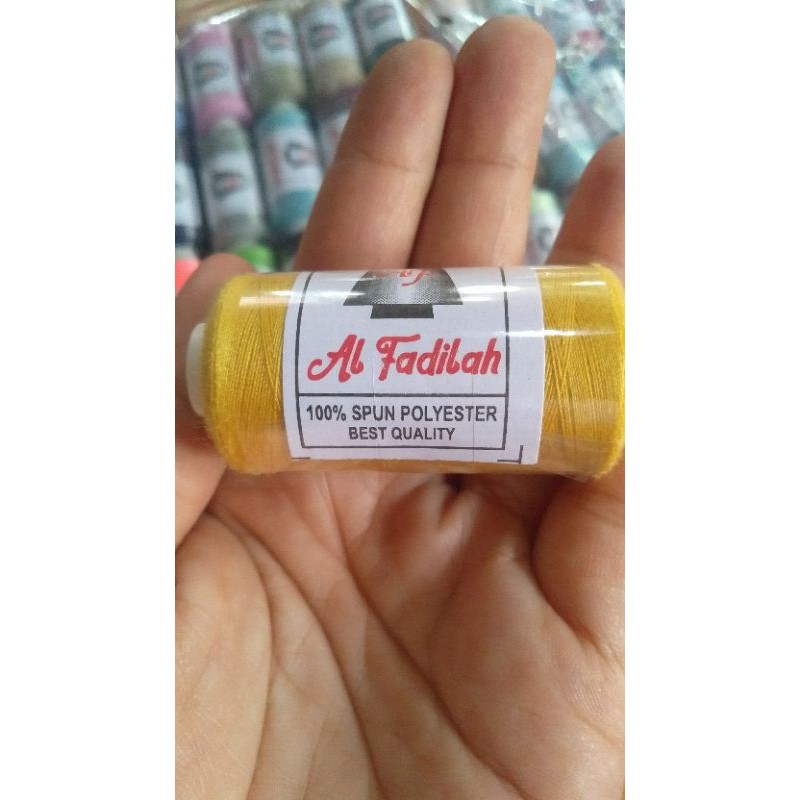 Al Fadilah
100% SPUN POLYESTER
BEST QUALITY